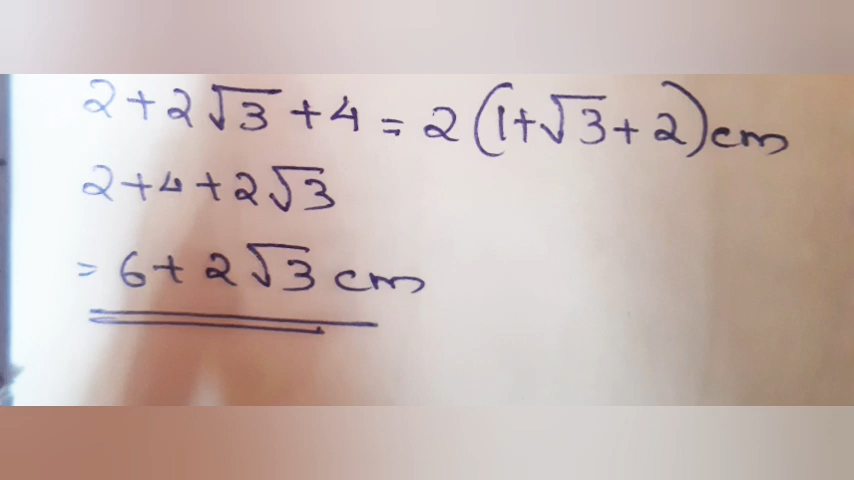 2+2√3+4 = 2(1+√3+2)cm
2+4+2√3
= 6+2√3 cm